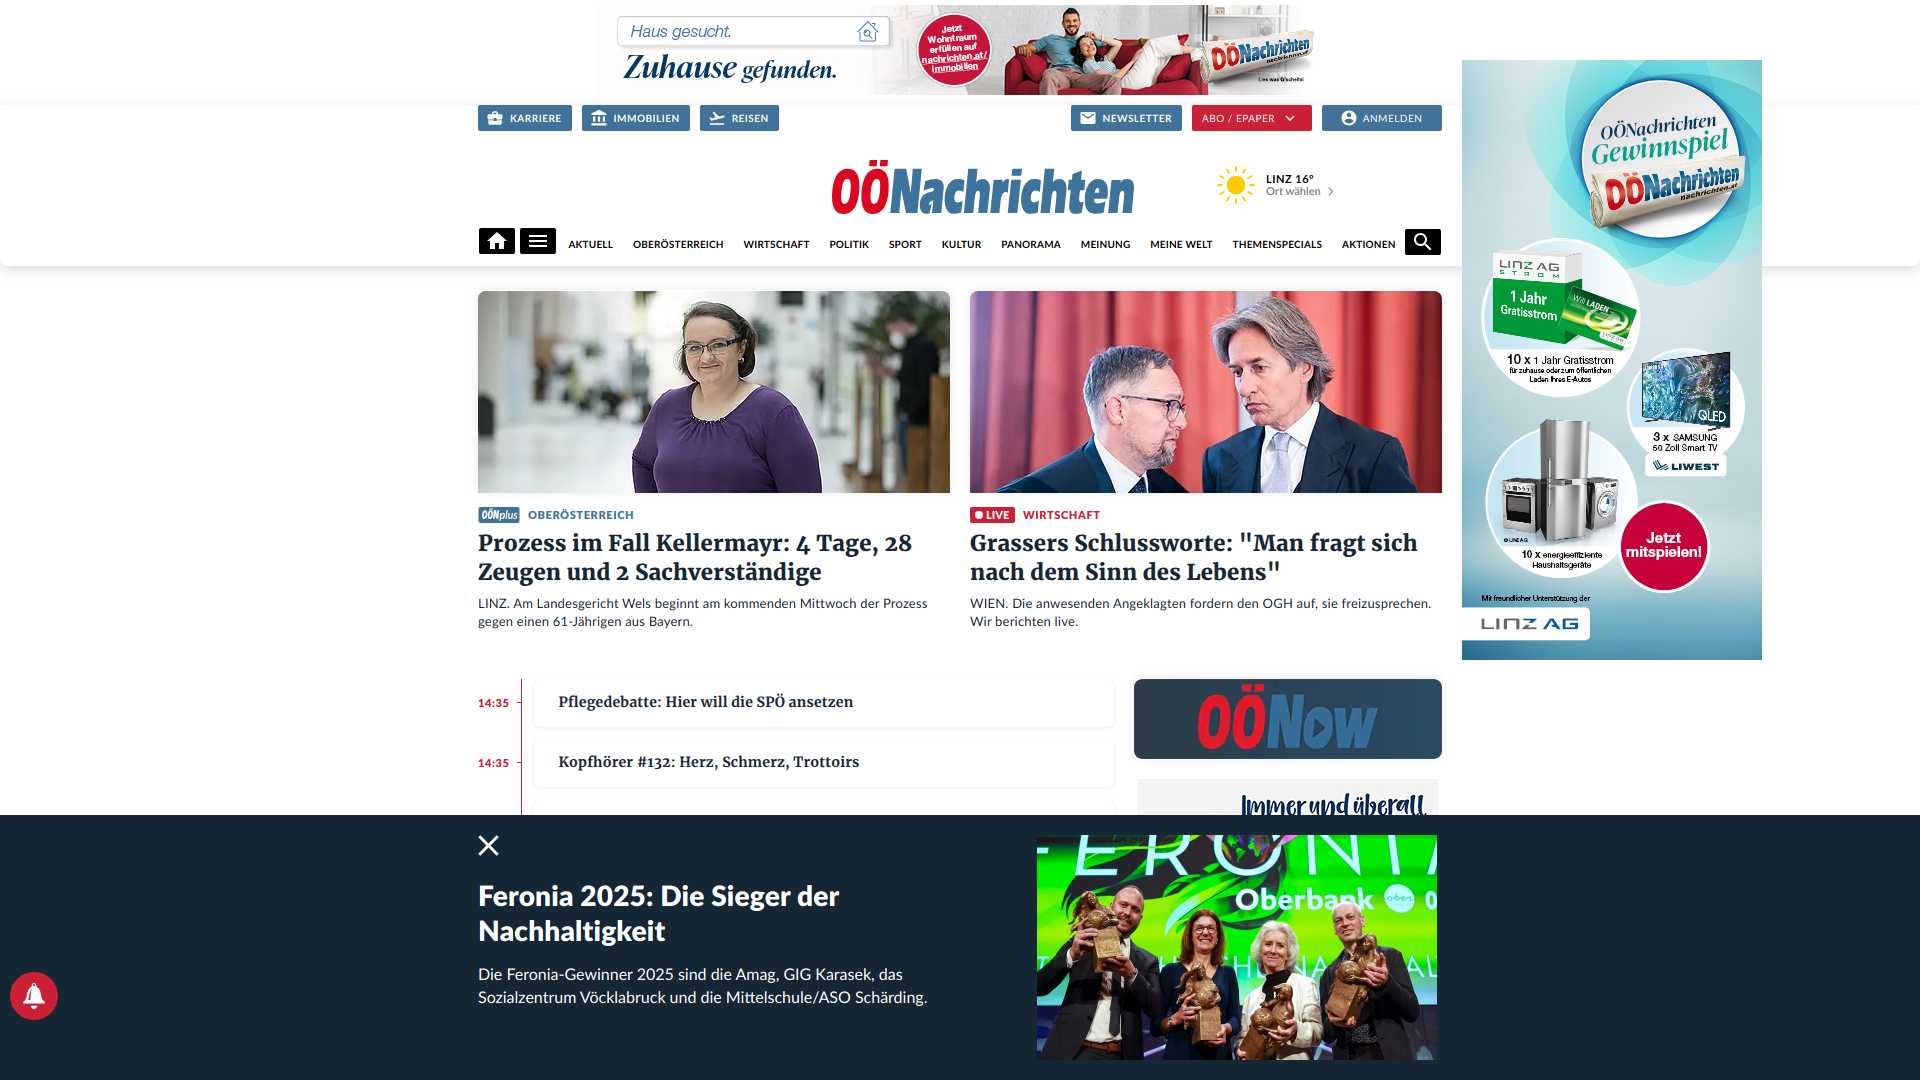 Haus gesucht.
Zuhause gefunden.
Jetzt
Wohntraum
erfüllen auf
nachrichten.at/
immobilien
OÖNachrichten
KARRIERE
IMMOBILIEN
REISEN
NEWSLETTER
ABO / EPAPER
ANMELDEN
OÖNachrichten
LINZ 16°
Ort wählen
AKTUELL
OBERÖSTERREICH
WIRTSCHAFT
POLITIK
SPORT
KULTUR
PANORAMA
MEINUNG
MEINE WELT
THEMENSPECIALS
AKTIONEN
OÖNplus OBERÖSTERREICH
Prozess im Fall Kellermayr: 4 Tage, 28
Zeugen und 2 Sachverständige
LINZ. Am Landesgericht Wels beginnt am kommenden Mittwoch der Prozess
gegen einen 61-Jährigen aus Bayern.
LIVE WIRTSCHAFT
Grassers Schlussworte: "Man fragt sich
nach dem Sinn des Lebens"
WIEN. Die anwesenden Angeklagten fordern den OGH auf, sie freizusprechen.
Wir berichten live.
OÖNachrichten
Gewinnspiel
OÖNachrichten
nachrichten.at
LINZ AG
STROM
1 Jahr
Gratisstrom
Will LADEN
10 x 1 Jahr Gratisstrom
für zuhause oder zum öffentlichen
Laden Ihres E-Autos
QLED
3 x SAMSUNG
50 Zoll Smart TV
LIWEST
© LINZ AG
10 x energieeffiziente
Haushaltsgeräte
Jetzt
mitspielen!
Mit freundlicher Unterstützung der
LINZ AG
14:35 Pflegedebatte: Hier will die SPÖ ansetzen
14:35 Kopfhörer #132: Herz, Schmerz, Trottoirs
OÖNow
Immer und überall
Feronia 2025: Die Sieger der
Nachhaltigkeit
Die Feronia-Gewinner 2025 sind die Amag, GIG Karasek, das
Sozialzentrum Vöcklabruck und die Mittelschule/ASO Schärding.
FERONIA
Oberbank